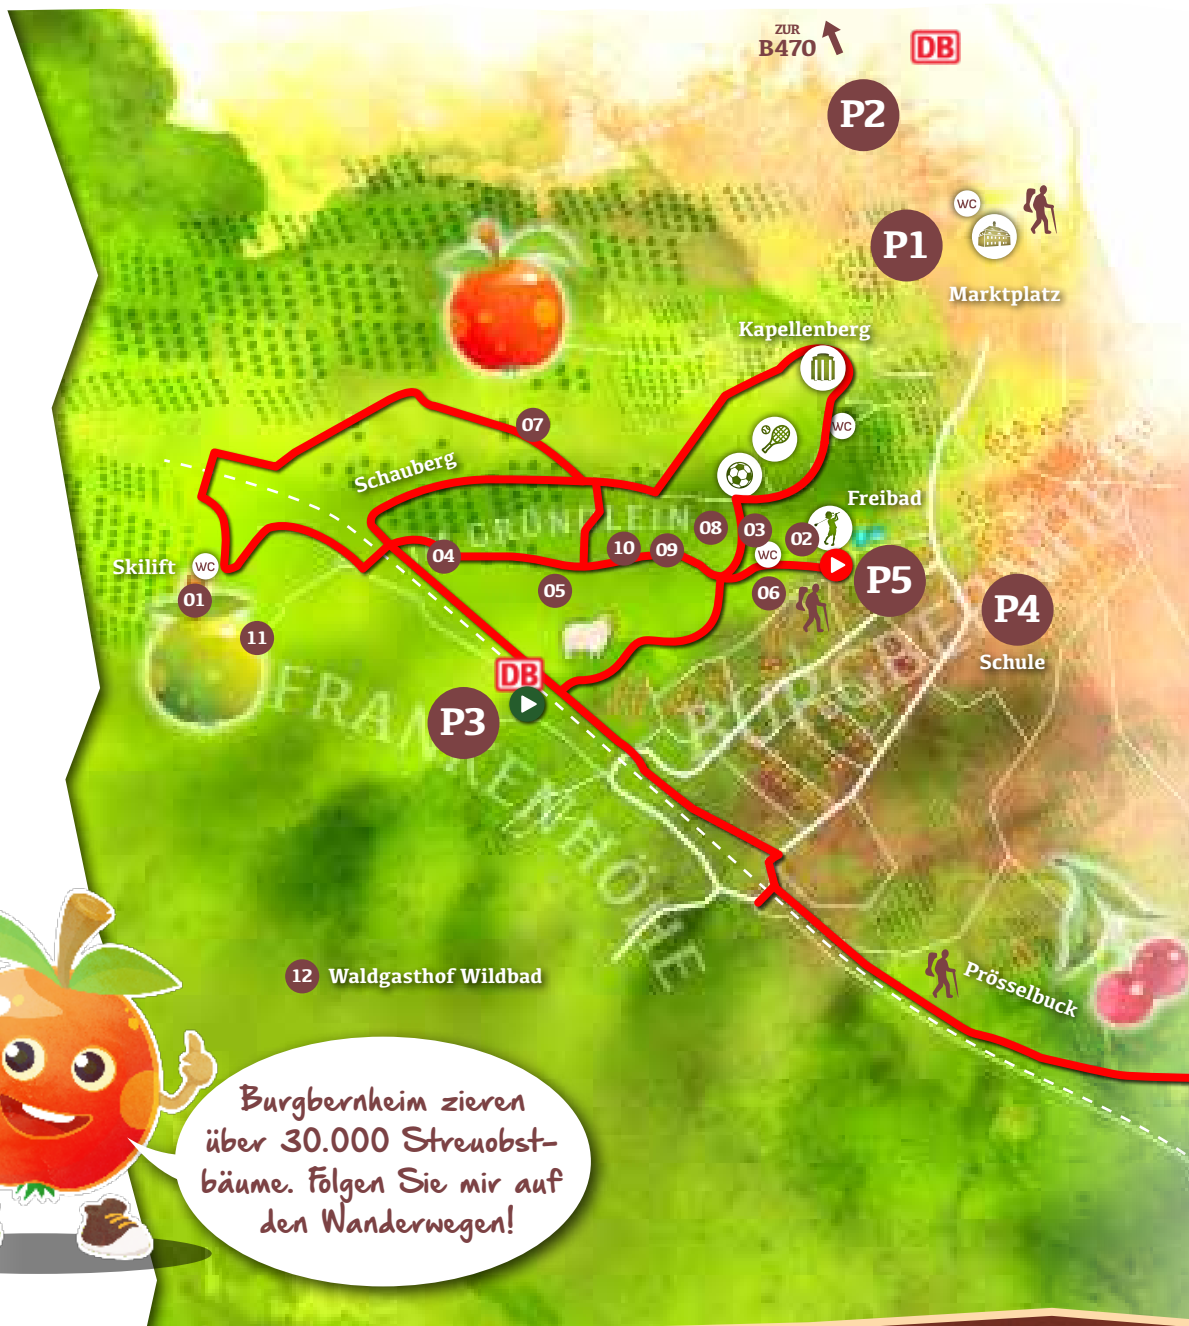 ZUR
B470
DB
P2
WC
P1
Marktplatz
Kapellenberg
07
WC
Schauberg
Freibad
GRÜNDLEIN
08
03
02
10
09
04
WC
Skilift
WC
P5
05
06
01
P4
11
Schule
DB
P3
FRANKENHÖHE
12 Waldgasthof Wildbad
Prösselbuck
Burgbernheim zieren
über 30.000 Streuobst-
bäume. Folgen Sie mir auf
den Wanderwegen!